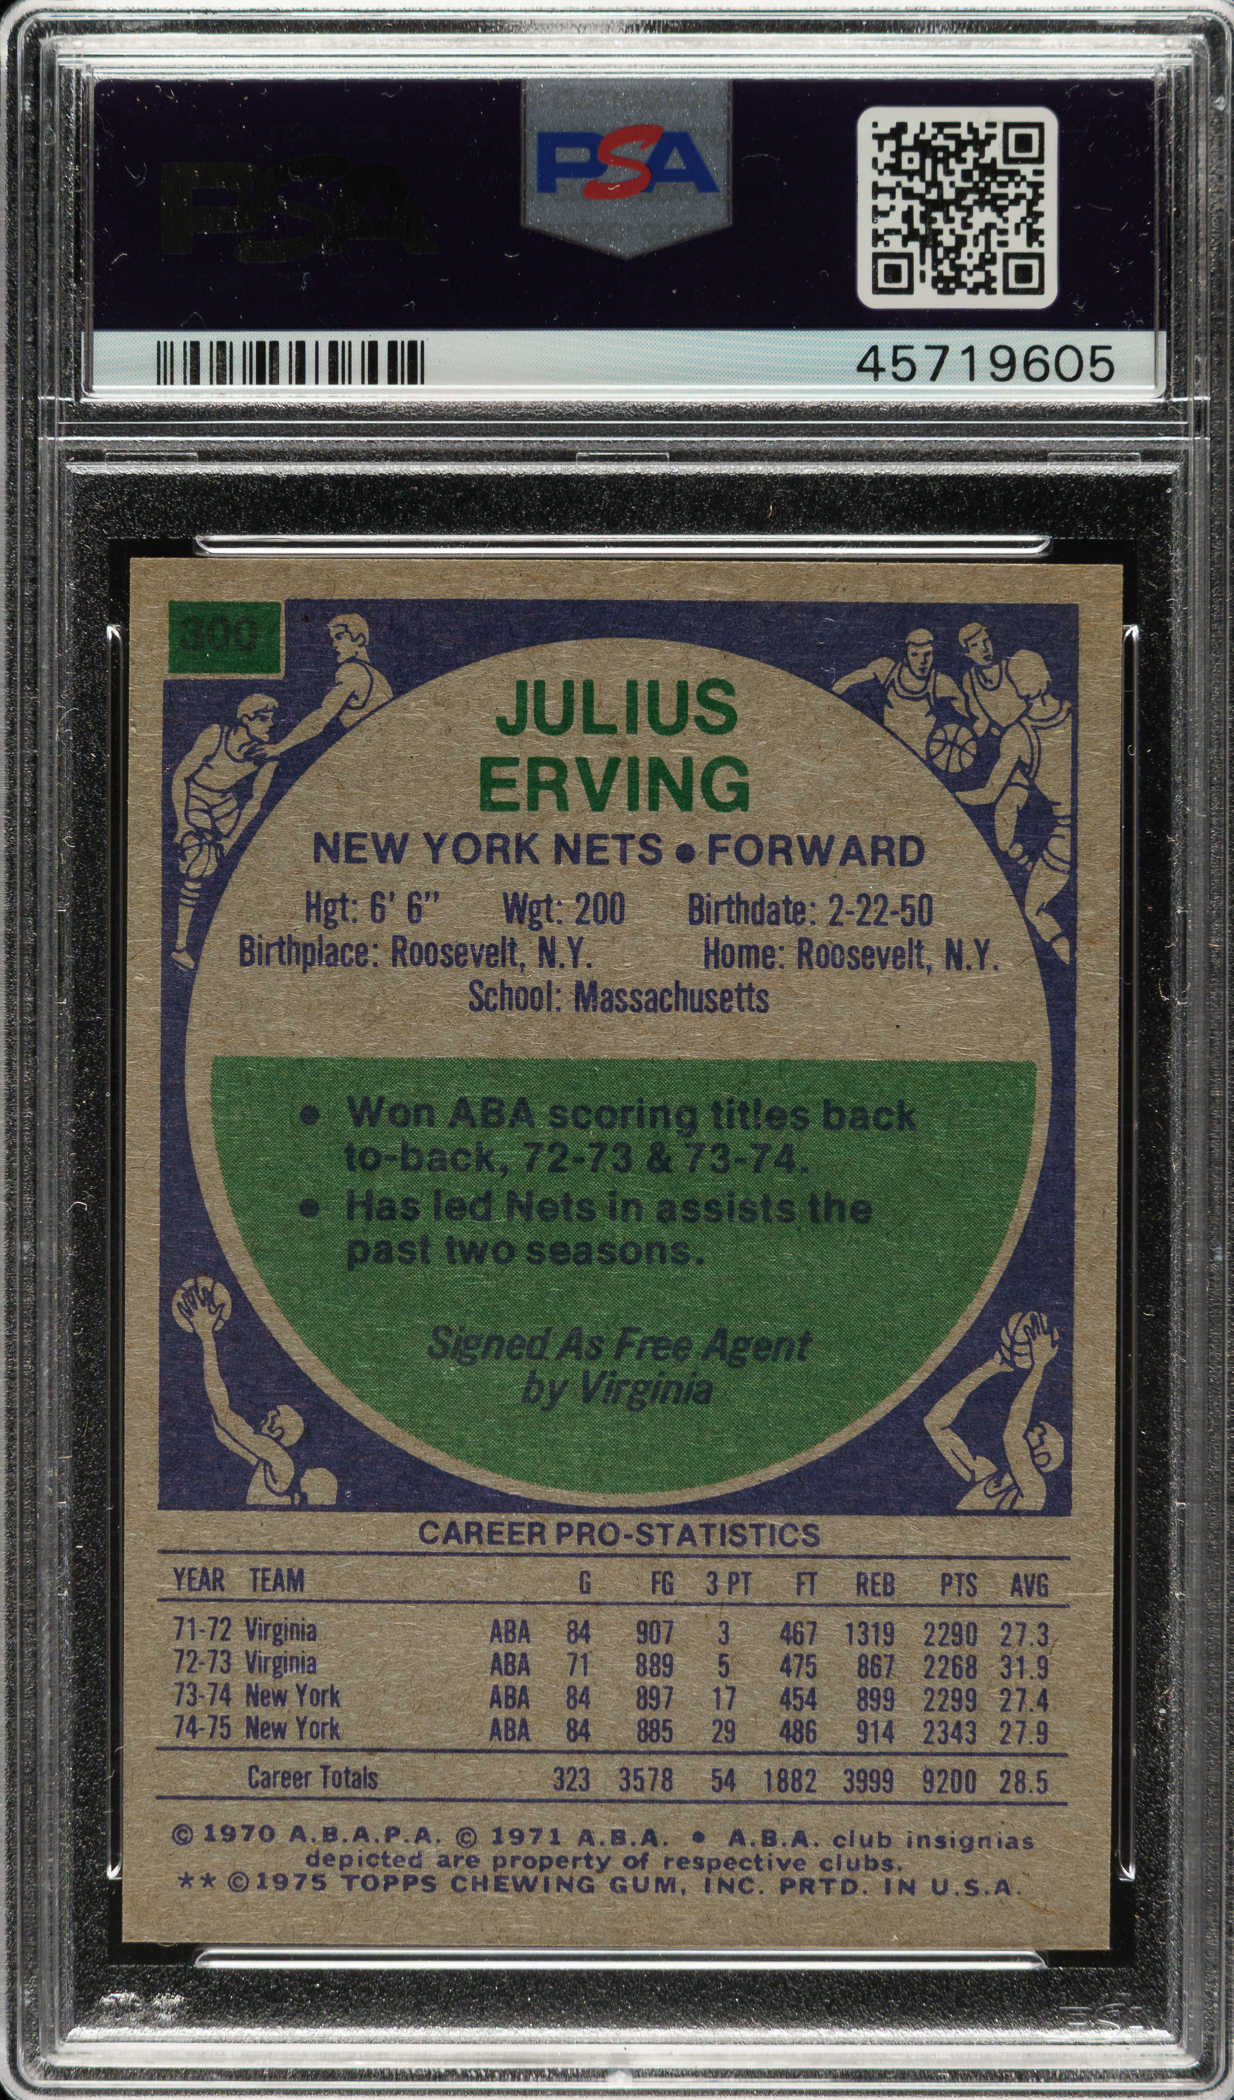 PSA
PSA
45719605
300
JULIUS
ERVING
NEW YORK NETS • FORWARD
Hgt: 6' 6" Wgt: 200 Birthdate: 2-22-50
Birthplace: Roosevelt, N.Y. Home: Roosevelt, N.Y.
School: Massachusetts
• Won ABA scoring titles back
to-back, 72-73 & 73-74.
• Has led Nets in assists the
past two seasons.
Signed As Free Agent
by Virginia
CAREER PRO-STATISTICS
YEAR TEAM G FG 3 PT FT REB PTS AVG
71-72 Virginia ABA 84 907 3 467 1319 2290 27.3
72-73 Virginia ABA 71 889 5 475 867 2268 31.9
73-74 New York ABA 84 897 17 454 899 2299 27.4
74-75 New York ABA 84 885 29 486 914 2343 27.9
Career Totals 323 3578 54 1882 3999 9200 28.5
© 1970 A.B.A.P.A. © 1971 A.B.A. • A.B.A. club insignias
depicted are property of respective clubs.
** © 1975 TOPPS CHEWING GUM, INC. PRTD. IN U.S.A.
PSA